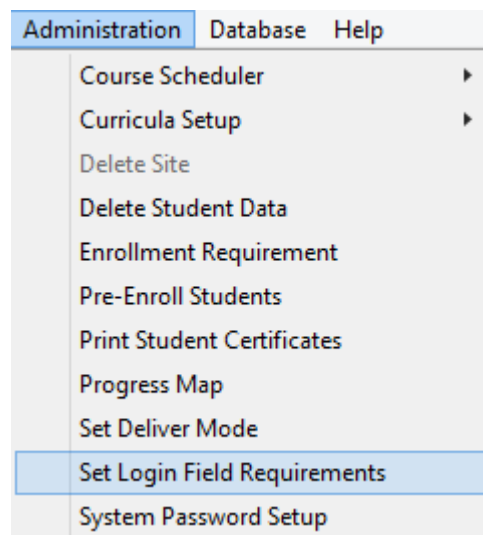 Administration Database Help
Course Scheduler
Curricula Setup
Delete Site
Delete Student Data
Enrollment Requirement
Pre-Enroll Students
Print Student Certificates
Progress Map
Set Deliver Mode
Set Login Field Requirements
System Password Setup